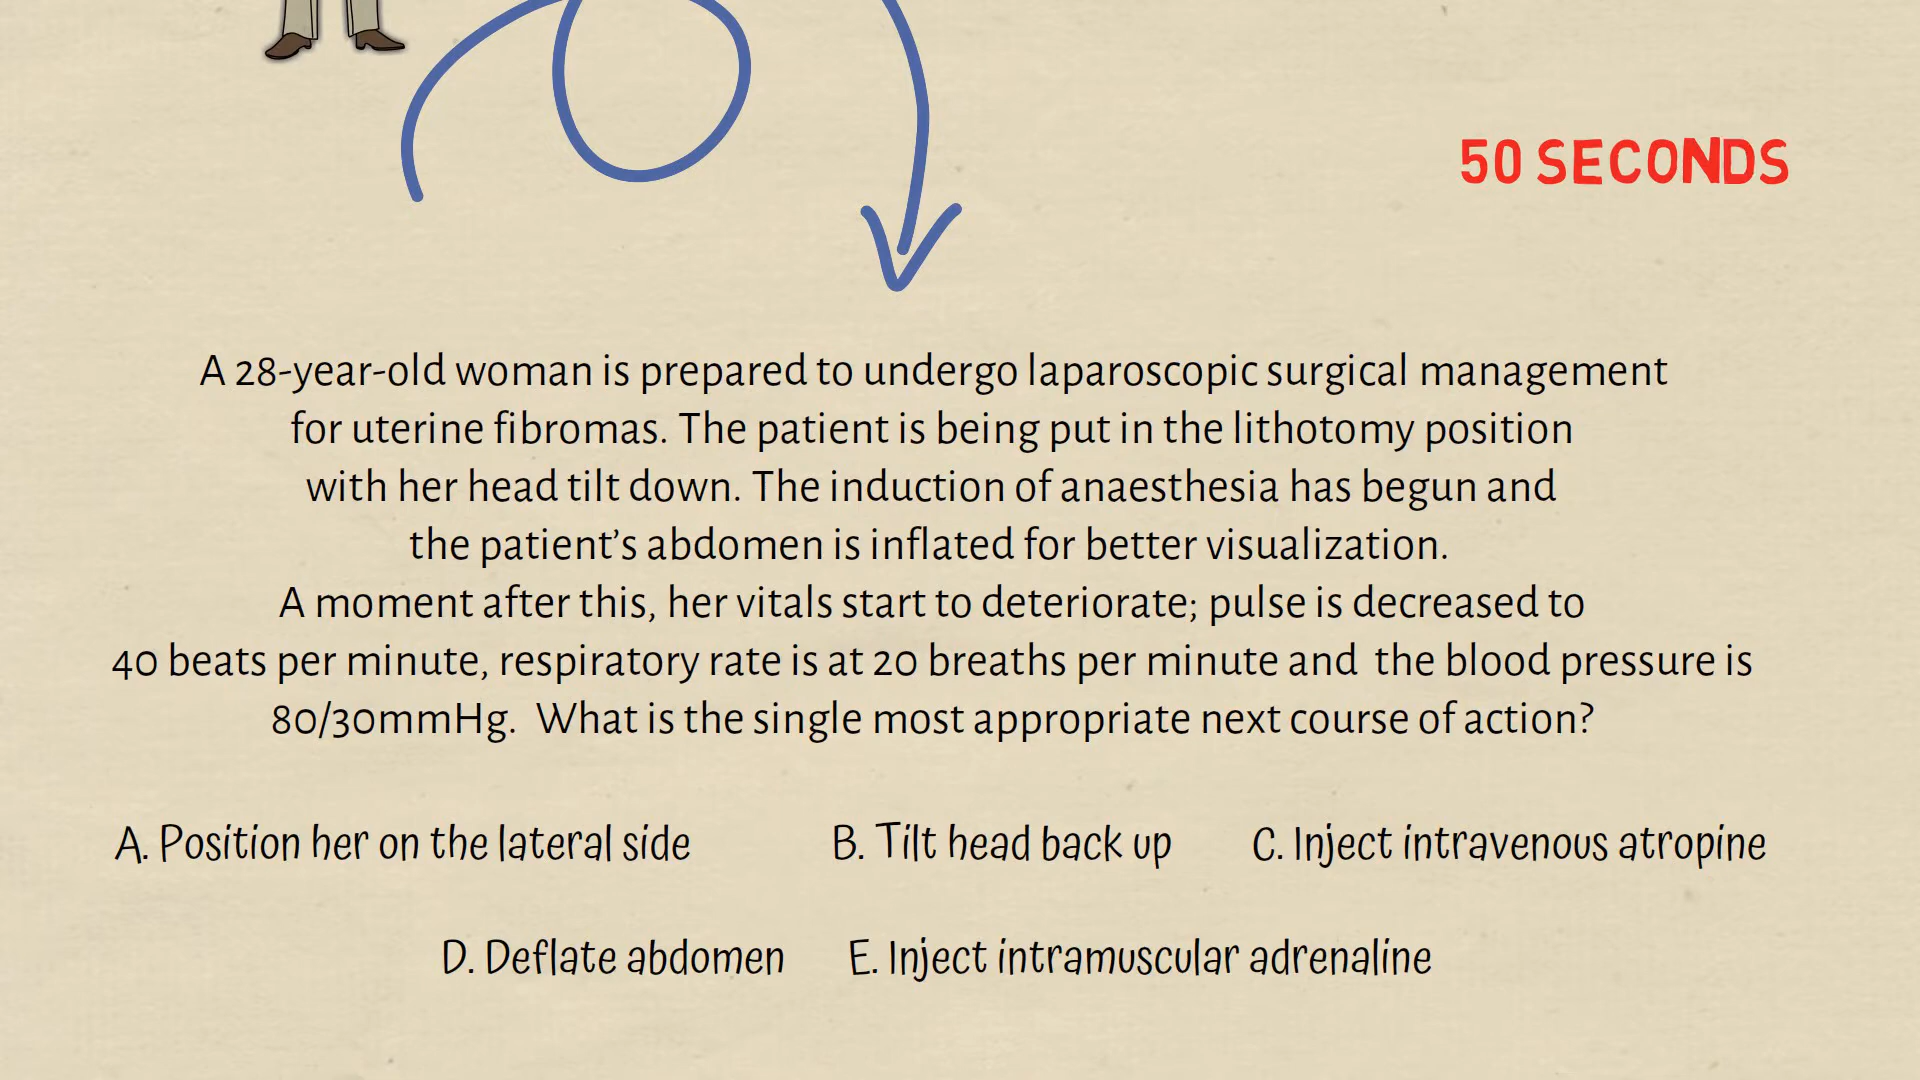 50 SECONDS
A 28-year-old woman is prepared to undergo laparoscopic surgical management
for uterine fibromas. The patient is being put in the lithotomy position
with her head tilt down. The induction of anaesthesia has begun and
the patient’s abdomen is inflated for better visualization.
A moment after this, her vitals start to deteriorate; pulse is decreased to
40 beats per minute, respiratory rate is at 20 breaths per minute and the blood pressure is
80/30mmHg. What is the single most appropriate next course of action?
A. Position her on the lateral side B. Tilt head back up C. Inject intravenous atropine
D. Deflate abdomen E. Inject intramuscular adrenaline